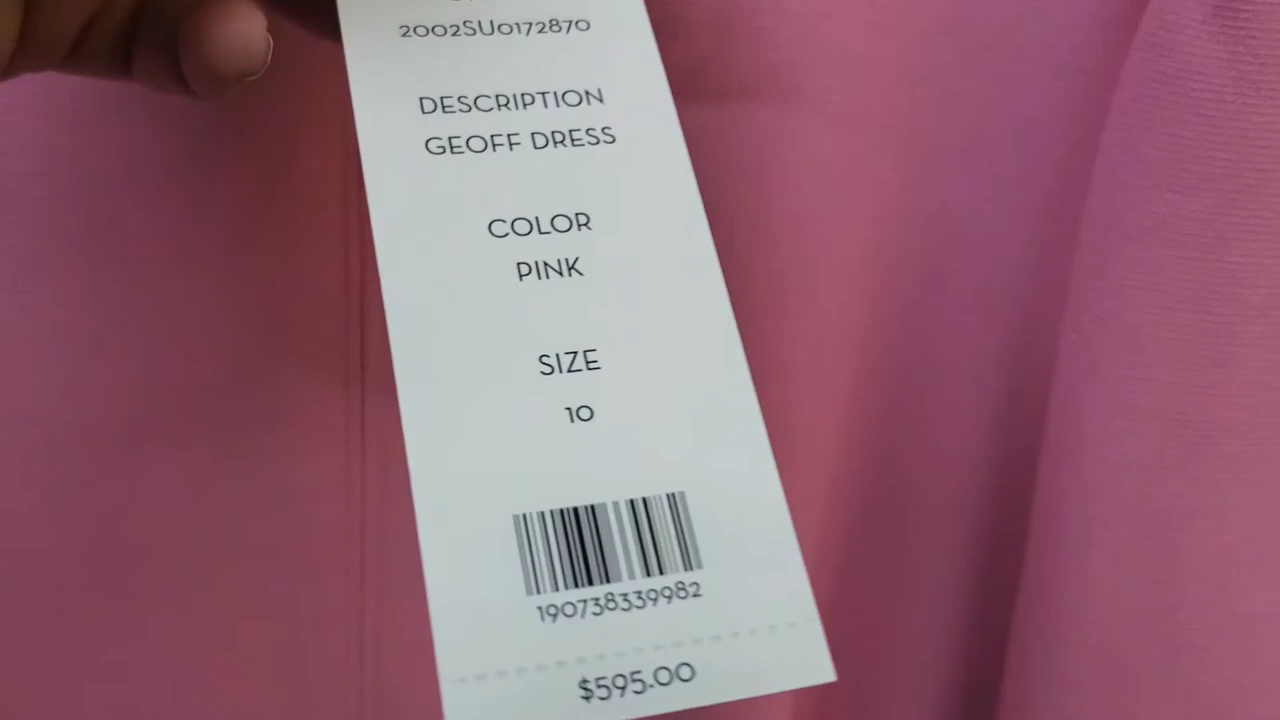 2002SU0172870
DESCRIPTION
GEOFF DRESS
COLOR
PINK
SIZE
10
190738339982
$595.00